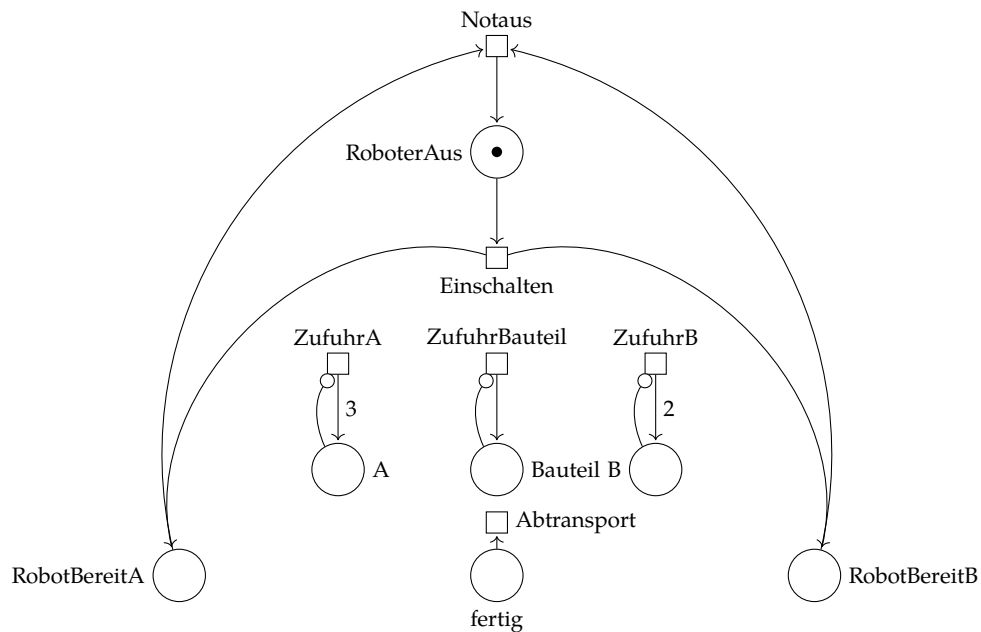 Notaus
RoboterAus
Einschalten
ZufuhrA
ZufuhrBauteil
ZufuhrB
3
2
A
Bauteil
B
Abtransport
RobotBereitA
RobotBereitB
fertig